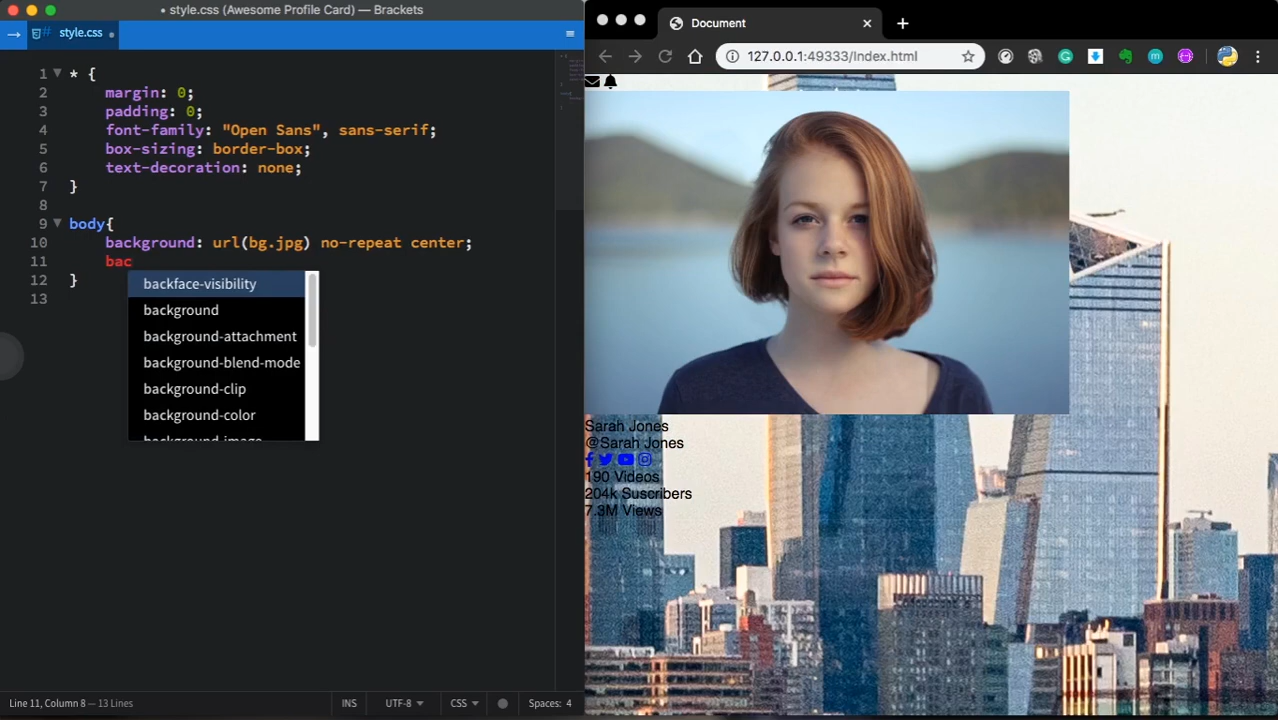 style.css (Awesome Profile Card) — Brackets
style.css
1 * {
2 margin: 0;
3 padding: 0;
4 font-family: "Open Sans", sans-serif;
5 box-sizing: border-box;
6 text-decoration: none;
7 }
8
9 body{
10 background: url(bg.jpg) no-repeat center;
11 bac
12 }
13
backface-visibility
background
background-attachment
background-blend-mode
background-clip
background-color
background-image
Line 11, Column 8 — 13 Lines
INS
UTF-8
CSS
Spaces: 4
Document
127.0.0.1:49333/Index.html
Sarah Jones
@Sarah Jones
190 Videos
204k Suscribers
7.3M Views